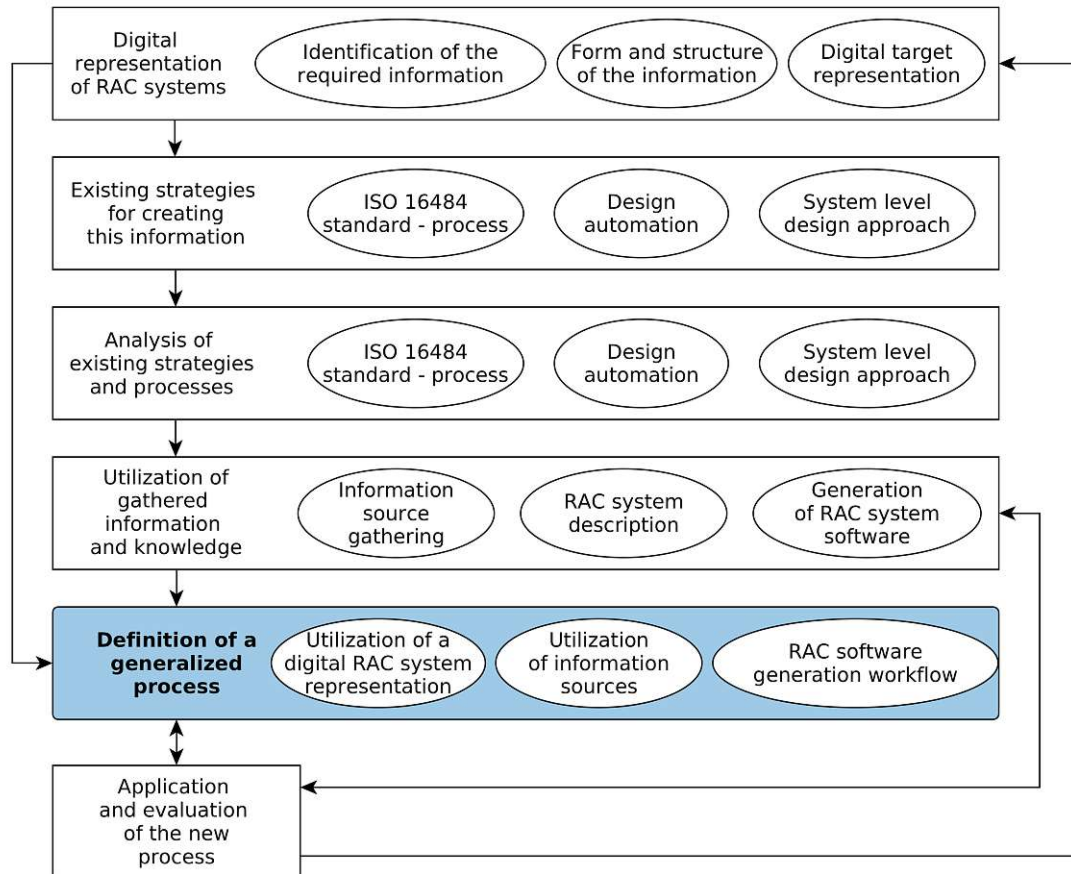 Digital
representation
of RAC systems
Identification of the
required information
Form and structure
of the information
Digital target
representation
Existing strategies
for creating
this information
ISO 16484
standard - process
Design
automation
System level
design approach
Analysis of
existing strategies
and processes
ISO 16484
standard - process
Design
automation
System level
design approach
Utilization of
gathered
information
and knowledge
Information
source
gathering
RAC system
description
Generation
of RAC system
software
Definition of a
generalized
process
Utilization of a
digital RAC system
representation
Utilization
of information
sources
RAC software
generation workflow
Application
and evaluation
of the new
process